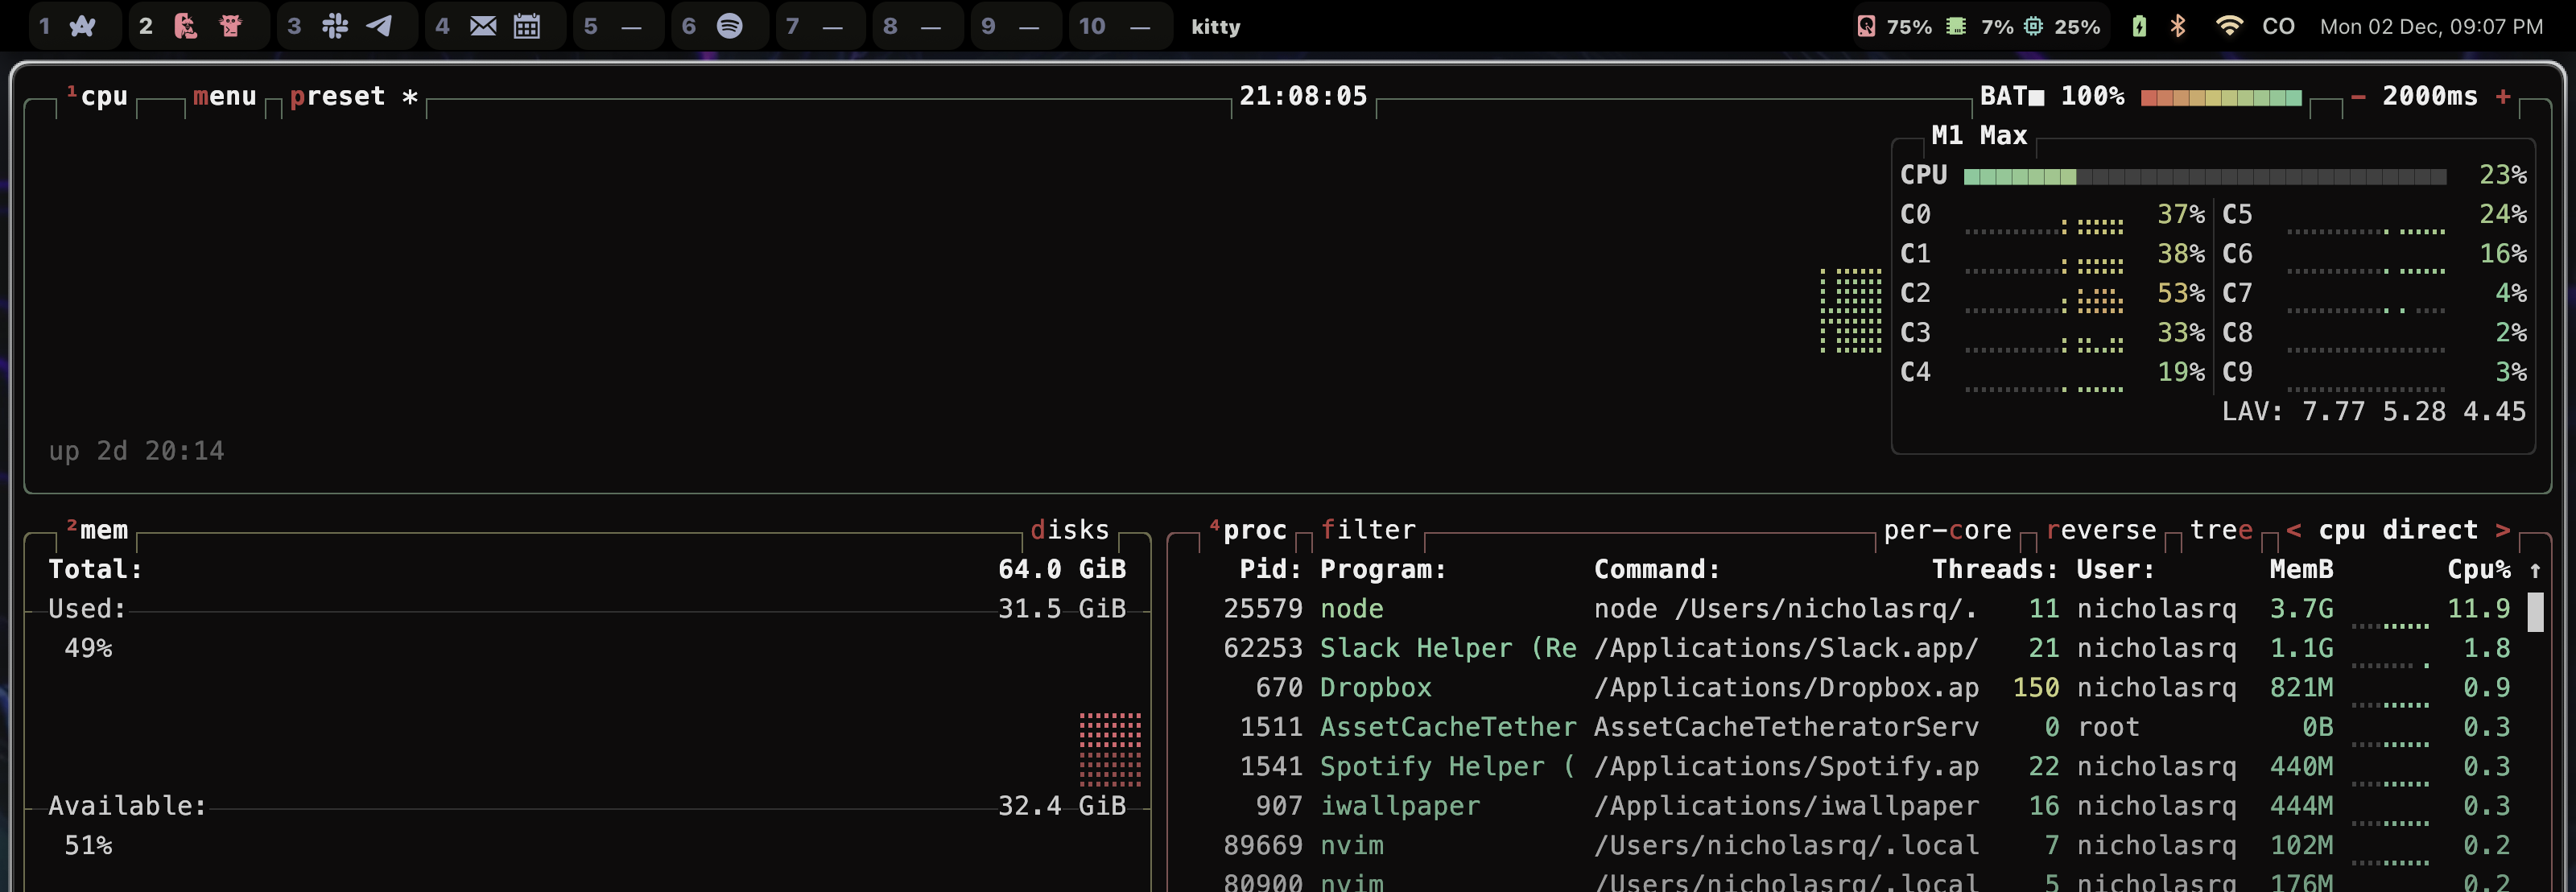 1 2 3 4 5 — 6 7 — 8 — 9 — 10 — kitty 75% 7% 25% CO Mon 02 Dec, 09:07 PM
¹cpu menu preset * 21:08:05 BAT■ 100% - 2000ms +
M1 Max
CPU 23%
C0 37% C5 24%
C1 38% C6 16%
C2 53% C7 4%
C3 33% C8 2%
C4 19% C9 3%
LAV: 7.77 5.28 4.45
up 2d 20:14
²mem disks ⁴proc filter per-core reverse tree < cpu direct >
Total: 64.0 GiB Pid: Program: Command: Threads: User: MemB Cpu% ↑
Used: 31.5 GiB 25579 node node /Users/nicholasrq/. 11 nicholasrq 3.7G 11.9
49% 62253 Slack Helper (Re /Applications/Slack.app/ 21 nicholasrq 1.1G 1.8
670 Dropbox /Applications/Dropbox.ap 150 nicholasrq 821M 0.9
1511 AssetCacheTether AssetCacheTetheratorServ 0 root 0B 0.3
1541 Spotify Helper ( /Applications/Spotify.ap 22 nicholasrq 440M 0.3
Available: 32.4 GiB 907 iwallpaper /Applications/iwallpaper 16 nicholasrq 444M 0.3
51% 89669 nvim /Users/nicholasrq/.local 7 nicholasrq 102M 0.2
80900 nvim /Users/nicholasrq/.local 5 nicholasrq 176M 0.2